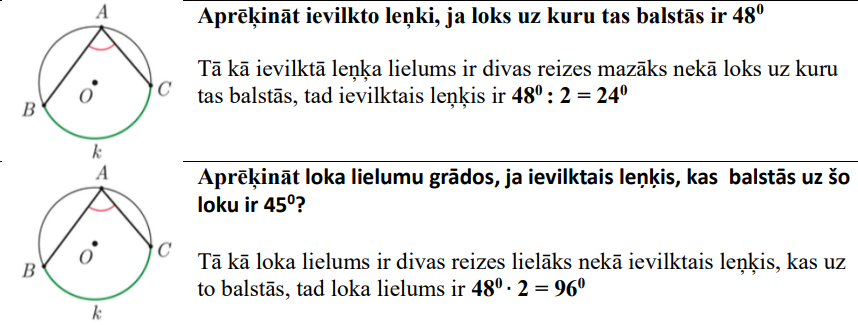 A
B
O
C
k
Aprēķināt ievilkto leņki, ja loks uz kuru tas balstās ir 48⁰
Tā kā ievilktā leņķa lielums ir divas reizes mazāks nekā loks uz kuru
tas balstās, tad ievilktais leņķis ir 48⁰ : 2 = 24⁰
A
B
O
C
k
Aprēķināt loka lielumu grādos, ja ievilktais leņķis, kas balstās uz šo
loku ir 45⁰?
Tā kā loka lielums ir divas reizes lielāks nekā ievilktais leņķis, kas uz
to balstās, tad loka lielums ir 48⁰ · 2 = 96⁰